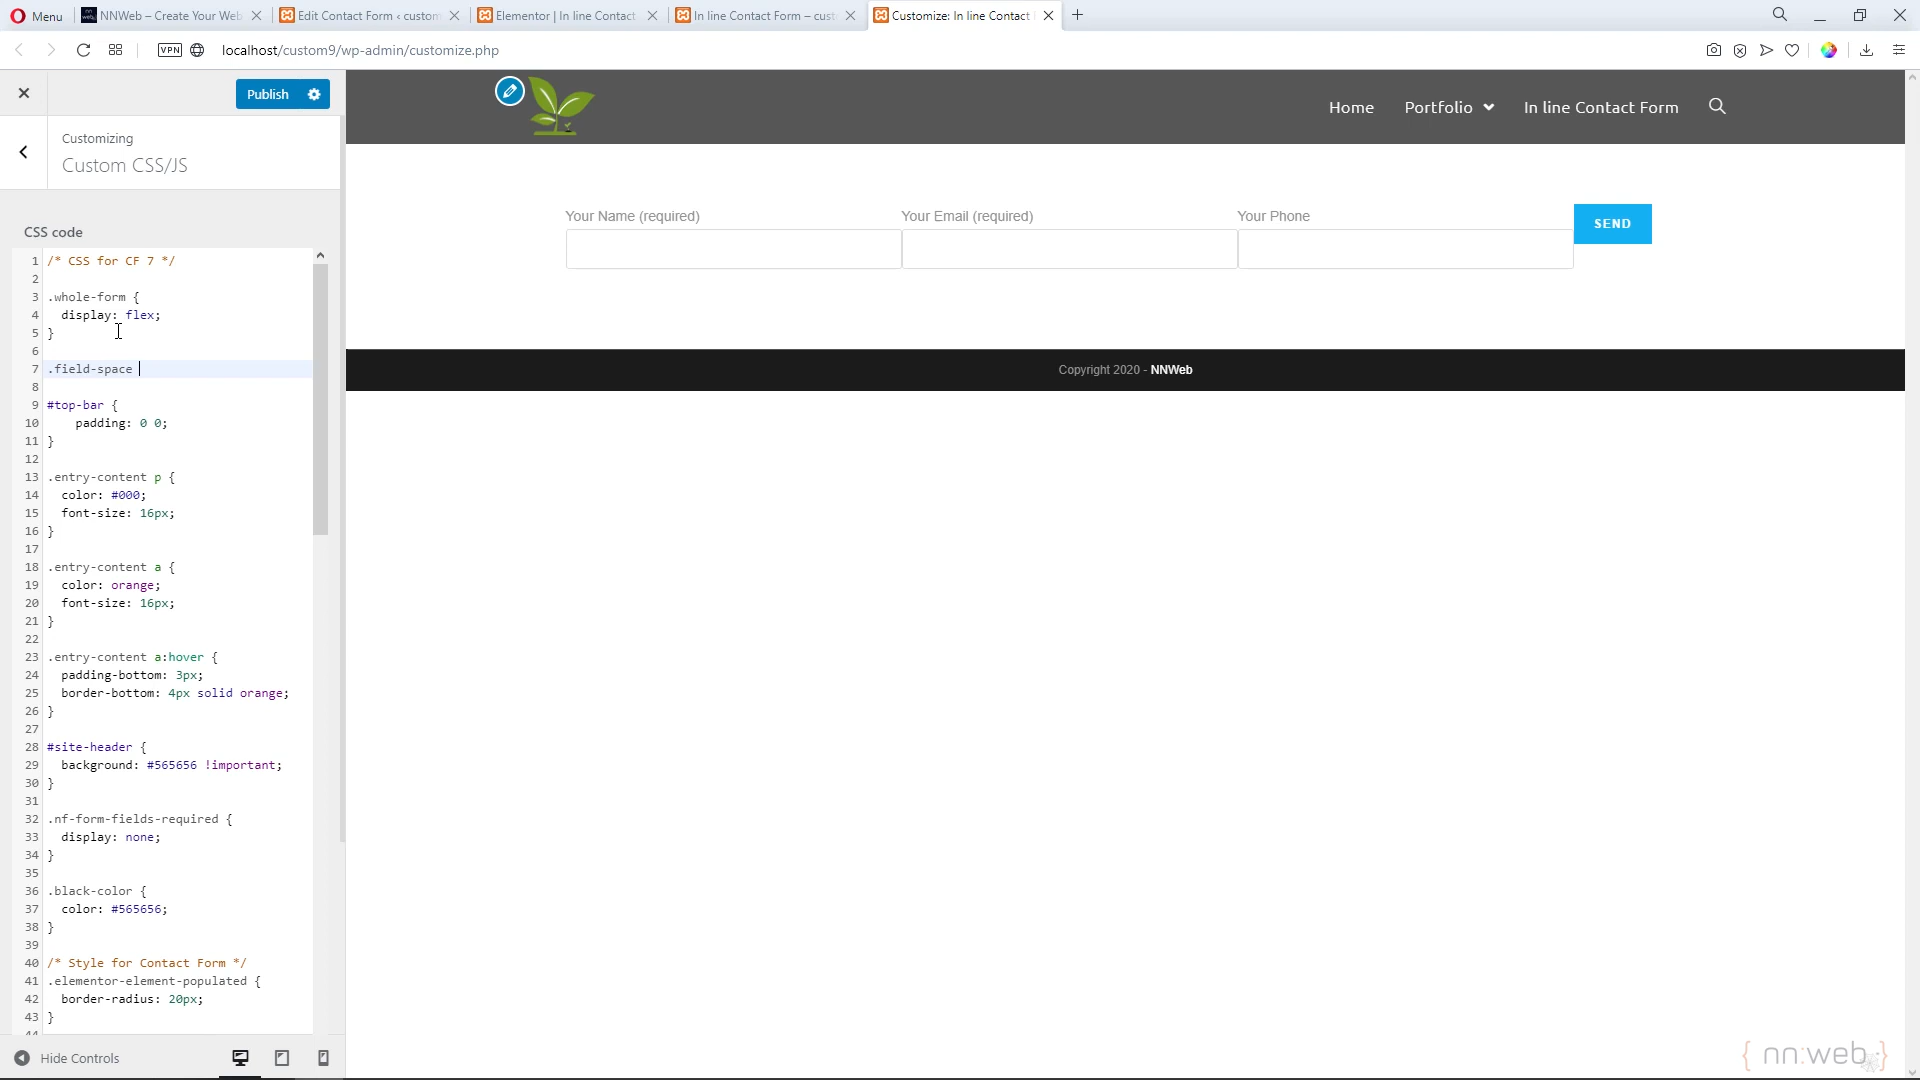 Menu
NNWeb – Create Your Web
Edit Contact Form ‹ custom
Elementor | In line Contact
In line Contact Form – cust
Customize: In line Contact
VPN
localhost/custom9/wp-admin/customize.php
Publish
Customizing
Custom CSS/JS
CSS code
1 /* CSS for CF 7 */
2
3 .whole-form {
4 display: flex;
5 }
6
7 .field-space
8
9 #top-bar {
10 padding: 0 0;
11 }
12
13 .entry-content p {
14 color: #000;
15 font-size: 16px;
16 }
17
18 .entry-content a {
19 color: orange;
20 font-size: 16px;
21 }
22
23 .entry-content a:hover {
24 padding-bottom: 3px;
25 border-bottom: 4px solid orange;
26 }
27
28 #site-header {
29 background: #565656 !important;
30 }
31
32 .nf-form-fields-required {
33 display: none;
34 }
35
36 .black-color {
37 color: #565656;
38 }
39
40 /* Style for Contact Form */
41 .elementor-element-populated {
42 border-radius: 20px;
43 }
44
Hide Controls
Home
Portfolio
In line Contact Form
Your Name (required)
Your Email (required)
Your Phone
SEND
Copyright 2020 - NNWeb
{ nn:web }